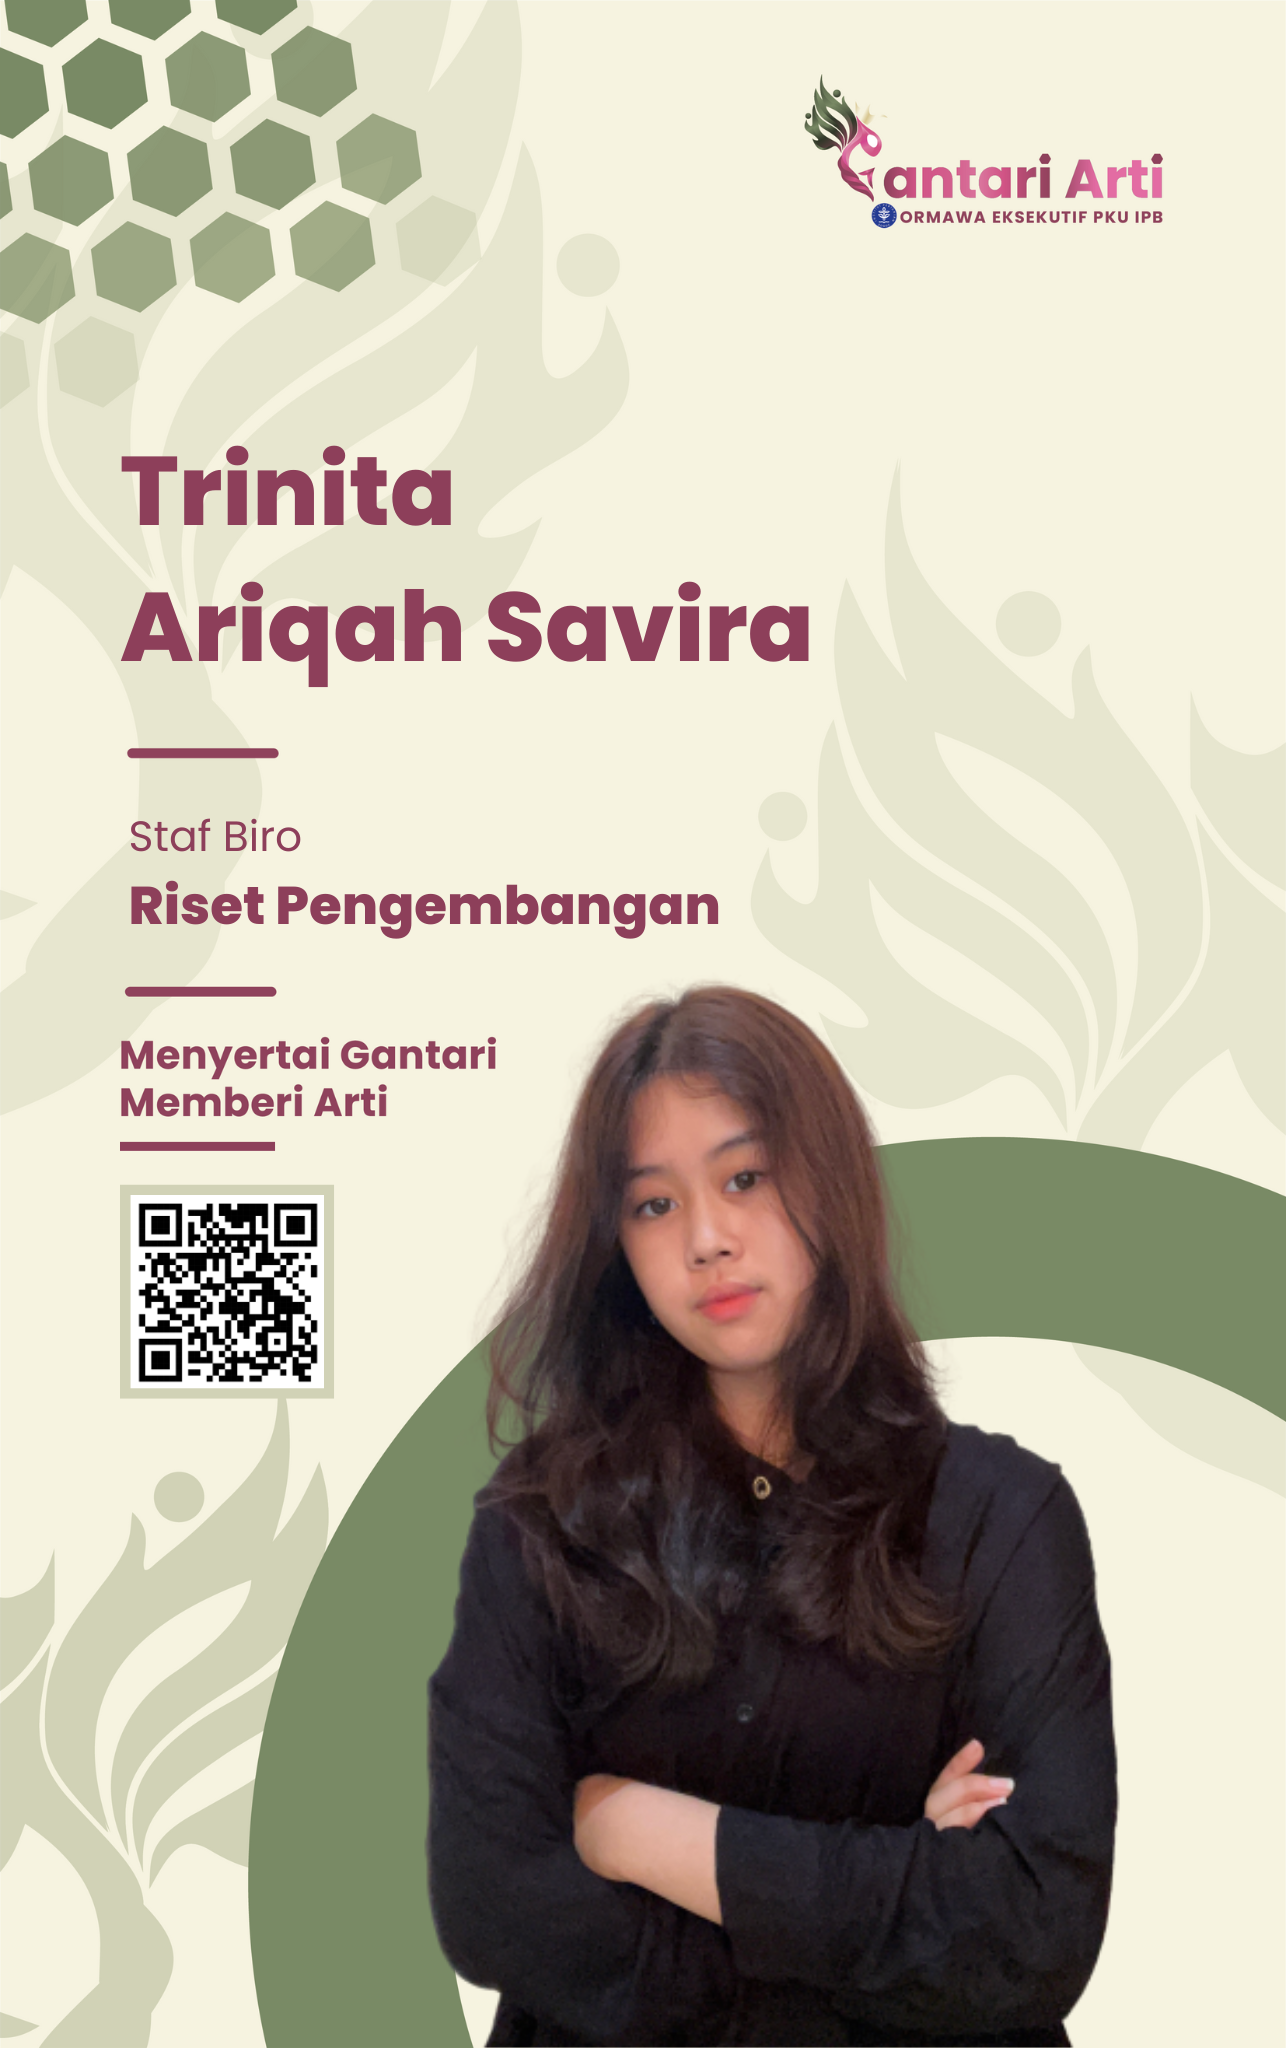 Gantari Arti
ORMAWA EKSEKUTIF PKU IPB
Trinita
Ariqah Savira
Staf Biro
Riset Pengembangan
Menyertai Gantari
Memberi Arti